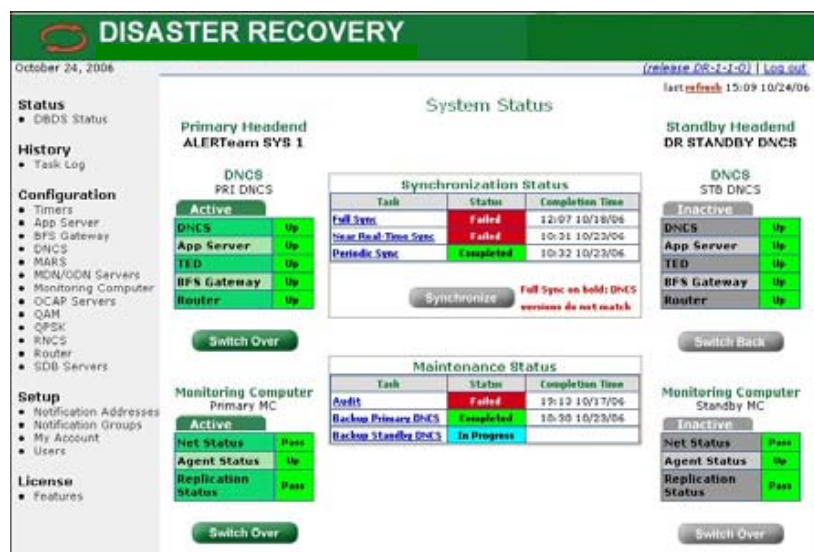 DISASTER RECOVERY
October 24, 2006
(release DR-1-1-0) | Log out
last refresh 15:09 10/24/06
Status
DBDS Status
History
Task Log
Configuration
Timers
App Server
BFS Gateway
DNCS
MARS
MDN/ODN Servers
Monitoring Computer
OCAP Servers
QAM
QPSK
RNCS
Router
SDB Servers
Setup
Notification Addresses
Notification Groups
My Account
Users
License
Features
System Status
Primary Headend
ALERTeam SYS 1
DNCS
PRI DNCS
Active
DNCS Up
App Server Up
TED Up
BFS Gateway Up
Router Up
Switch Over
Monitoring Computer
Primary MC
Active
Net Status Pass
Agent Status Up
Replication Status Pass
Switch Over
Synchronization Status
Task Status Completion Time
Full Sync Failed 12:07 10/18/06
Near Real-Time Sync Failed 10:31 10/23/06
Periodic Sync Completed 10:32 10/23/06
Synchronize
Full Sync on hold: DNCS
versions do not match
Maintenance Status
Task Status Completion Time
Audit Failed 19:13 10/17/06
Backup Primary DNCS Completed 18:30 10/23/06
Backup Standby DNCS In Progress
Standby Headend
DR STANDBY DNCS
DNCS
STB DNCS
Inactive
DNCS Up
App Server Up
TED Up
BFS Gateway Up
Router Up
Switch Back
Monitoring Computer
Standby MC
Inactive
Net Status Pass
Agent Status Up
Replication Status Pass
Switch Over